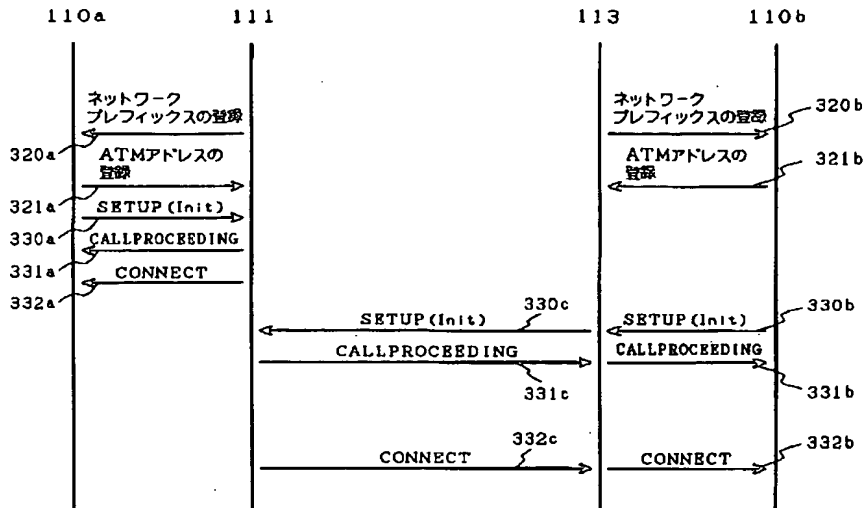 110a 111 113 110b
ネットワーク ネットワーク
プレフィックスの登録 プレフィックスの登録 320b
320a ATMアドレスの ATMアドレスの 321b
登録 登録
321a SETUP(Init)
330a CALLPROCEEDING
331a CONNECT
332a
330c 330b
SETUP(Init) SETUP(Init)
CALLPROCEEDING CALLPROCEEDING
331c 331b
332c 332b
CONNECT CONNECT